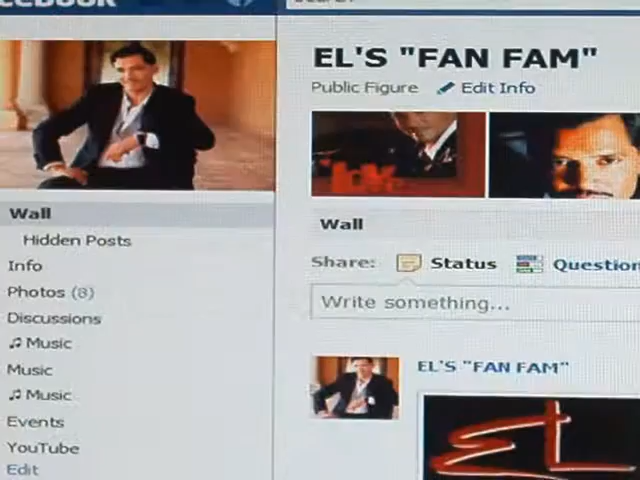 EL'S "FAN FAM"
Public Figure Edit Info
Wall
Hidden Posts
Info
Photos (8)
Discussions
Music
Music
Music
Events
YouTube
Edit
Wall
Share: Status Question
Write something...
EL'S "FAN FAM"
EL